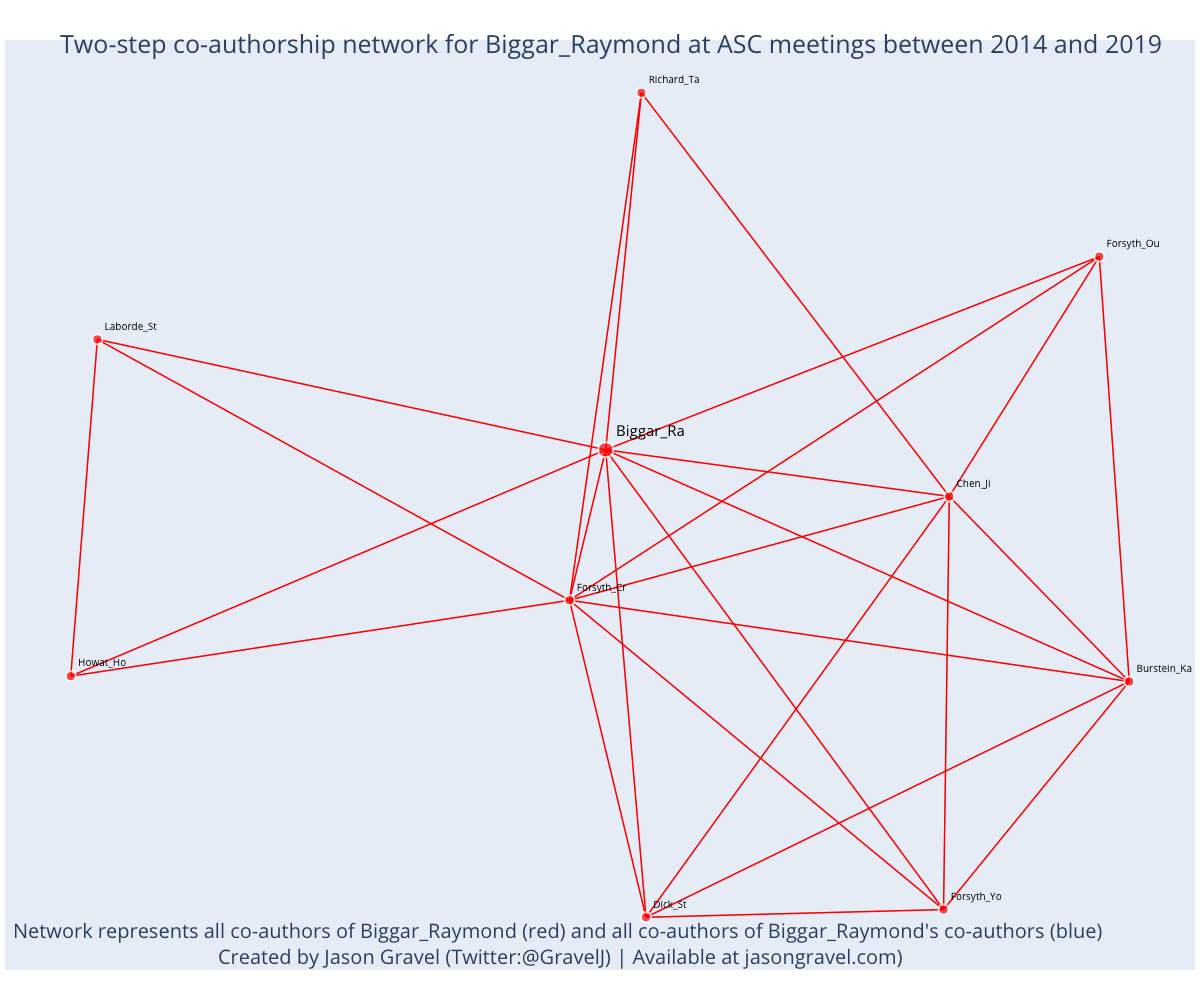 Two-step co-authorship network for Biggar_Raymond at ASC meetings between 2014 and 2019
Richard_Ta
Forsyth_Ou
Laborde_St
Biggar_Ra
Chen_Ji
Forsyth_Cr
Howat_Ho
Burstein_Ka
Forsyth_Yo
Dick_St
Network represents all co-authors of Biggar_Raymond (red) and all co-authors of Biggar_Raymond's co-authors (blue)
Created by Jason Gravel (Twitter:@GravelJ) | Available at jasongravel.com)